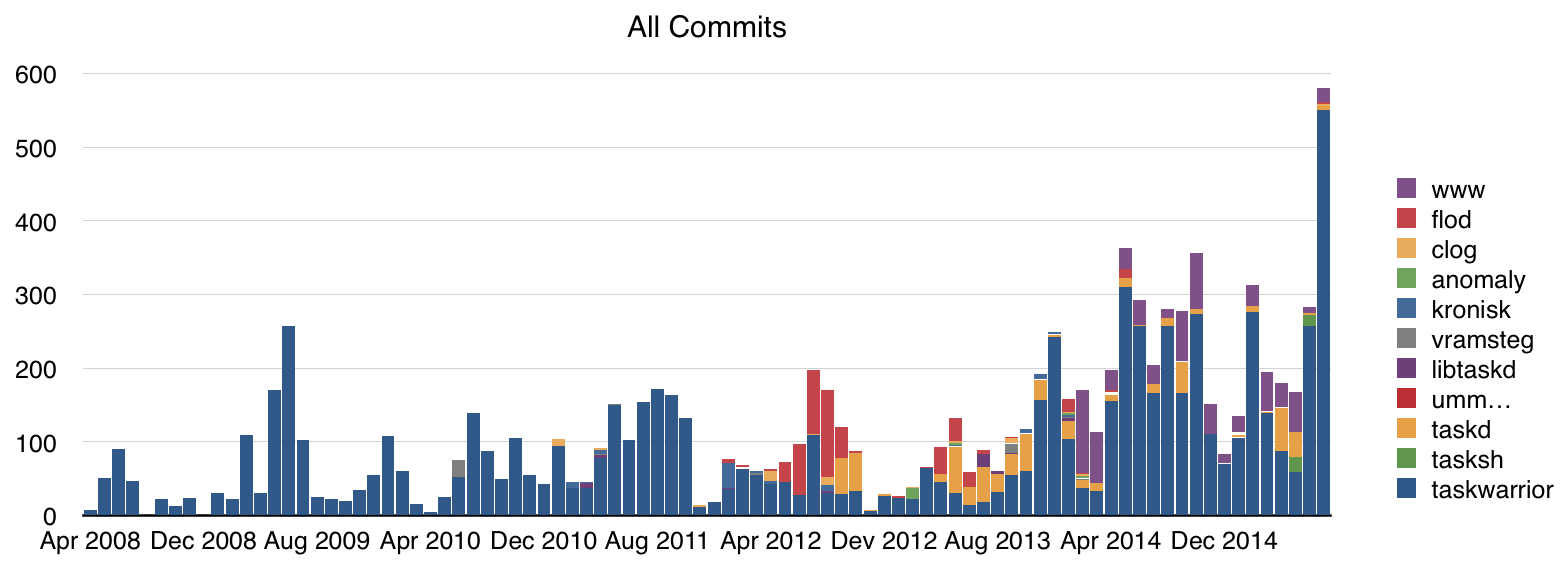 All Commits
600
500
400
300
200
100
0
Apr 2008 Dec 2008 Aug 2009 Apr 2010 Dec 2010 Aug 2011 Apr 2012 Dev 2012 Aug 2013 Apr 2014 Dec 2014
www
flod
clog
anomaly
kronisk
vramsteg
libtaskd
umm…
taskd
tasksh
taskwarrior